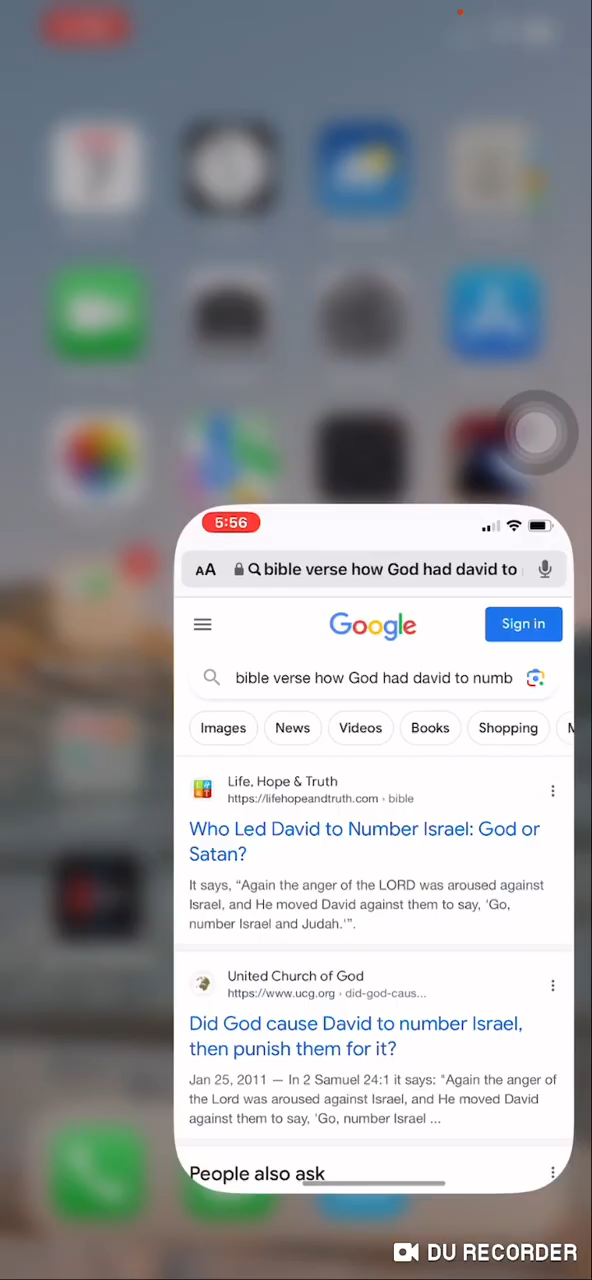 5:56
AA bible verse how God had david to
Google
Sign in
bible verse how God had david to numb
Images News Videos Books Shopping
Life, Hope & Truth
https://lifehopeandtruth.com › bible
Who Led David to Number Israel: God or
Satan?
It says, “Again the anger of the LORD was aroused against
Israel, and He moved David against them to say, 'Go,
number Israel and Judah.'”.
United Church of God
https://www.ucg.org › did-god-caus...
Did God cause David to number Israel,
then punish them for it?
Jan 25, 2011 — In 2 Samuel 24:1 it says: "Again the anger of
the Lord was aroused against Israel, and He moved David
against them to say, 'Go, number Israel ...
People also ask
DU RECORDER